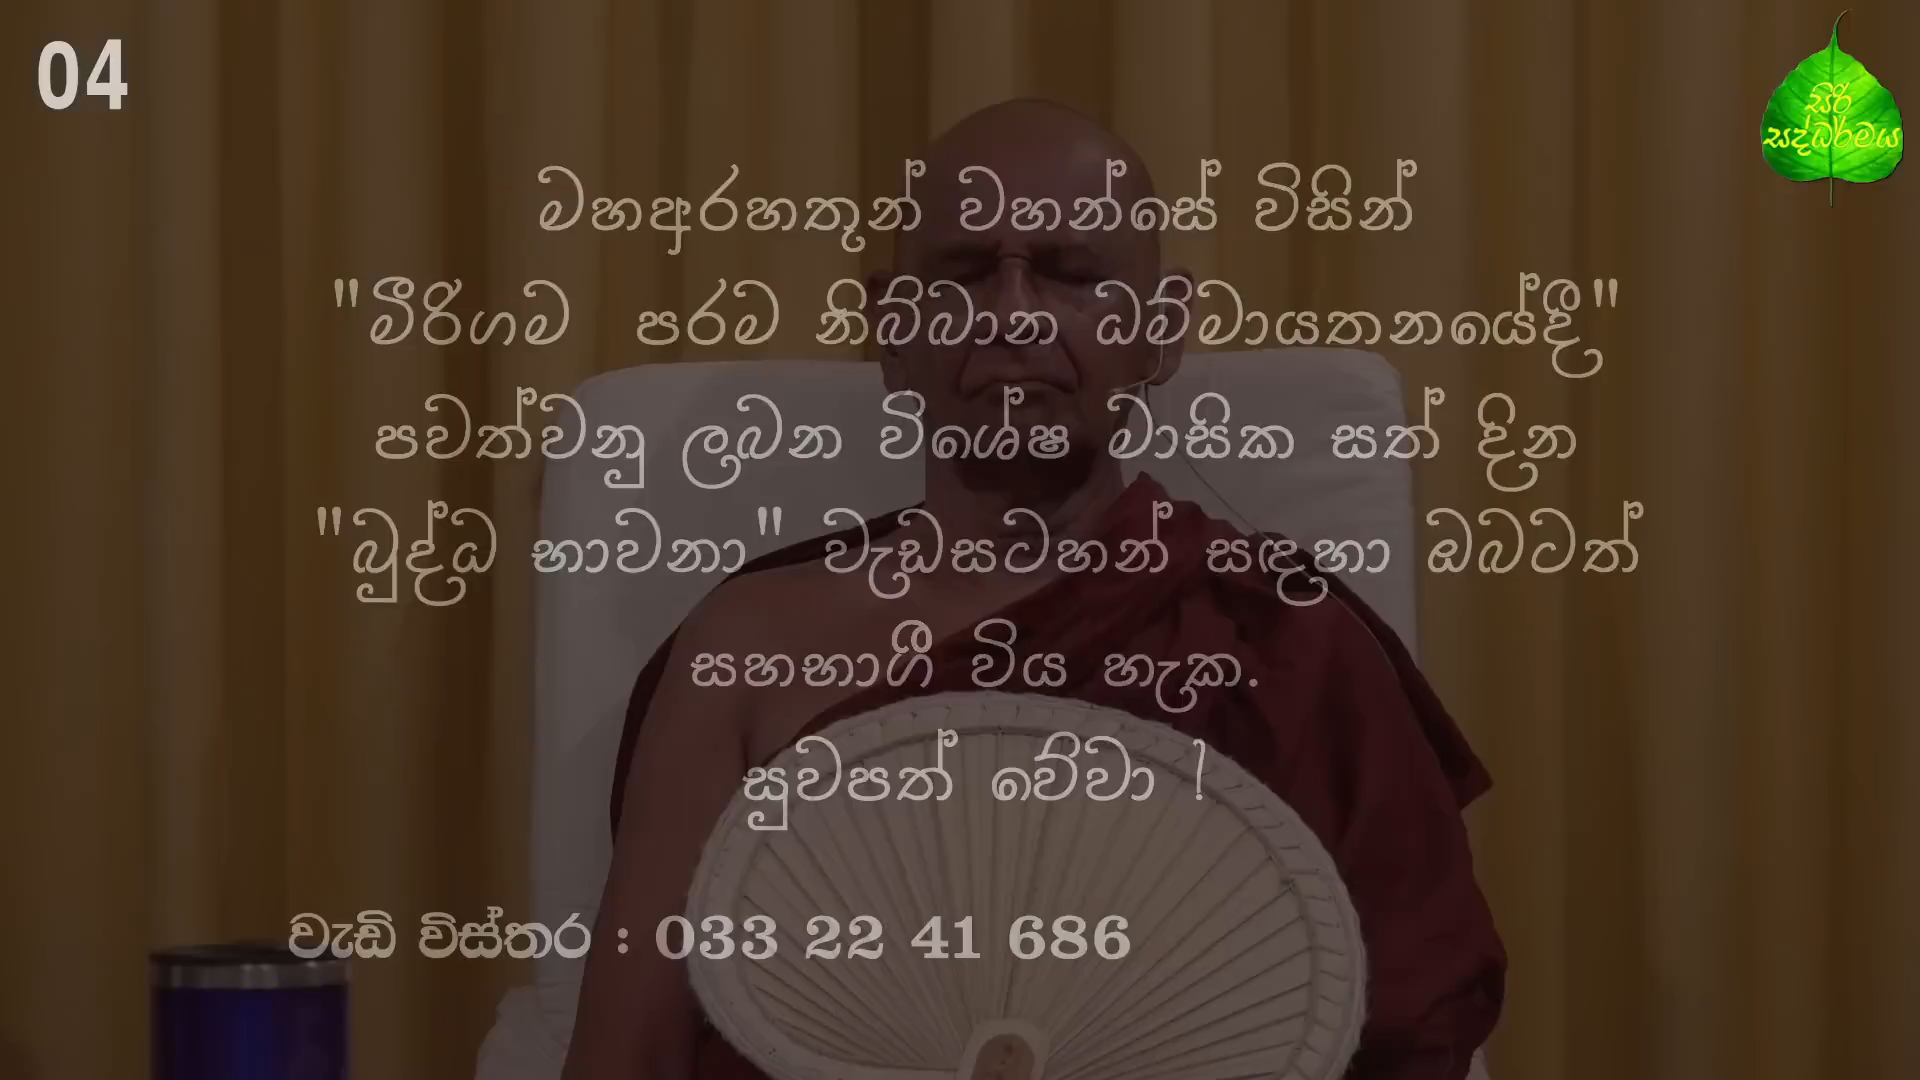 04
සිරි
සද්ධර්මය
මහඅරහතූන් වහන්සේ විසින්
"මීරිගම පරම නිබ්බාන ධම්මායතනයේදී"
පවත්වනු ලබන විශේෂ මාසික සත් දින
"බුද්ධ භාවනා" වැඩසටහන් සඳහා ඔබටත්
සහභාගී විය හැක.
සුවපත් වේවා !
වැඩි විස්තර : 033 22 41 686